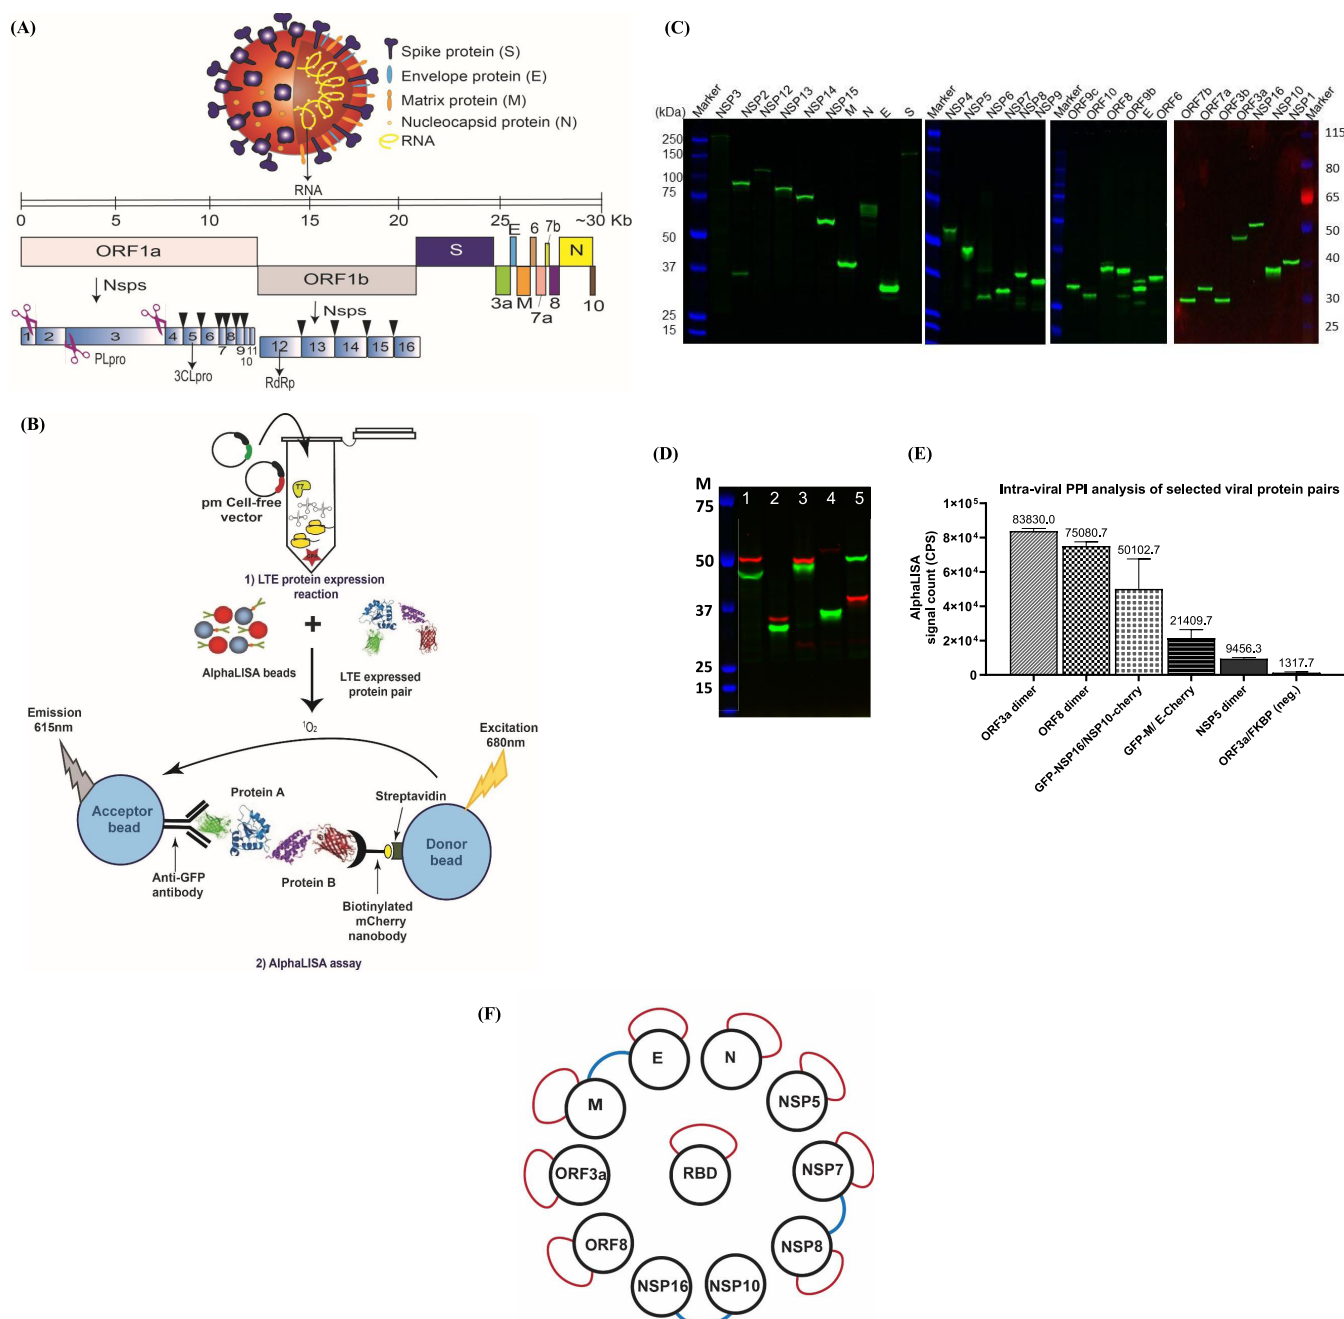 (A)
Spike protein (S)
Envelope protein (E)
Matrix protein (M)
Nucleocapsid protein (N)
RNA
RNA
0 5 10 15 20 25 ~30 Kb
ORF1a
ORF1b
S
E
6
7b
N
3a
M
7a
8
10
Nsps
Nsps
1 2 3 4 5 6 7 8 9 10 11
12 13 14 15 16
PLpro
3CLpro
RdRp
(B)
pm Cell-free
vector
T7
1) LTE protein expression
reaction
+
AlphaLISA beads
LTE expressed
protein pair
Emission
615nm
¹O₂
Excitation
680nm
Acceptor
bead
Protein A
Streptavidin
Donor
bead
Anti-GFP
antibody
Protein B
Biotinylated
mCherry
nanobody
2) AlphaLISA assay
(C)
(kDa)
Marker NSP3 NSP2 NSP12 NSP13 NSP14 NSP15 M N E S
Marker NSP4 NSP5 NSP6 NSP7 NSP8 NSP9
Marker ORF9c ORF10 ORF8 ORF9b E ORF6
ORF7b ORF7a ORF3b ORF3a NSP16 NSP10 NSP1 Marker
250
150
100
75
50
37
25
15
115
80
65
50
40
30
25
(D)
M
1 2 3 4 5
75
50
37
25
15
(E)
Intra-viral PPI analysis of selected viral protein pairs
AlphaLISA
signal count (CPS)
1×10⁵
8×10⁴
6×10⁴
4×10⁴
2×10⁴
0
83830.0
75080.7
50102.7
21409.7
9456.3
1317.7
ORF3a dimer
ORF8 dimer
GFP-NSP16/NSP10-cherry
GFP-M/ E-Cherry
NSP5 dimer
ORF3a/FKBP (neg.)
(F)
E
N
M
NSP5
ORF3a
RBD
NSP7
ORF8
NSP8
NSP16
NSP10